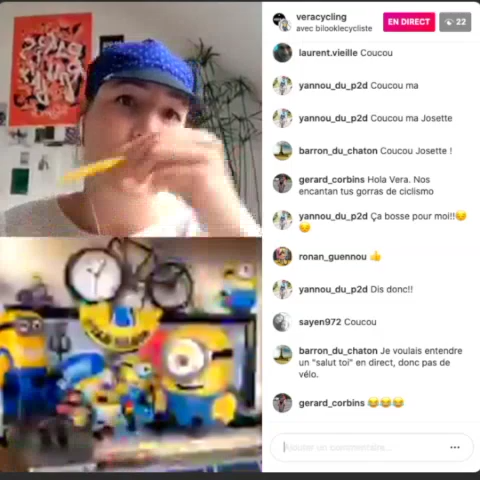 veracycling
avec bilooklecycliste
EN DIRECT
22
laurent.vieille Coucou
yannou_du_p2d Coucou ma
yannou_du_p2d Coucou ma Josette
barron_du_chaton Coucou Josette !
gerard_corbins Hola Vera. Nos
encantan tus gorras de ciclismo
yannou_du_p2d Ça bosse pour moi!!😔
😔
ronan_guennou 👍
yannou_du_p2d Dis donc!!
sayen972 Coucou
barron_du_chaton Je voulais entendre
un "salut toi" en direct, donc pas de
vélo.
gerard_corbins 😂😂😂
Ajouter un commentaire...